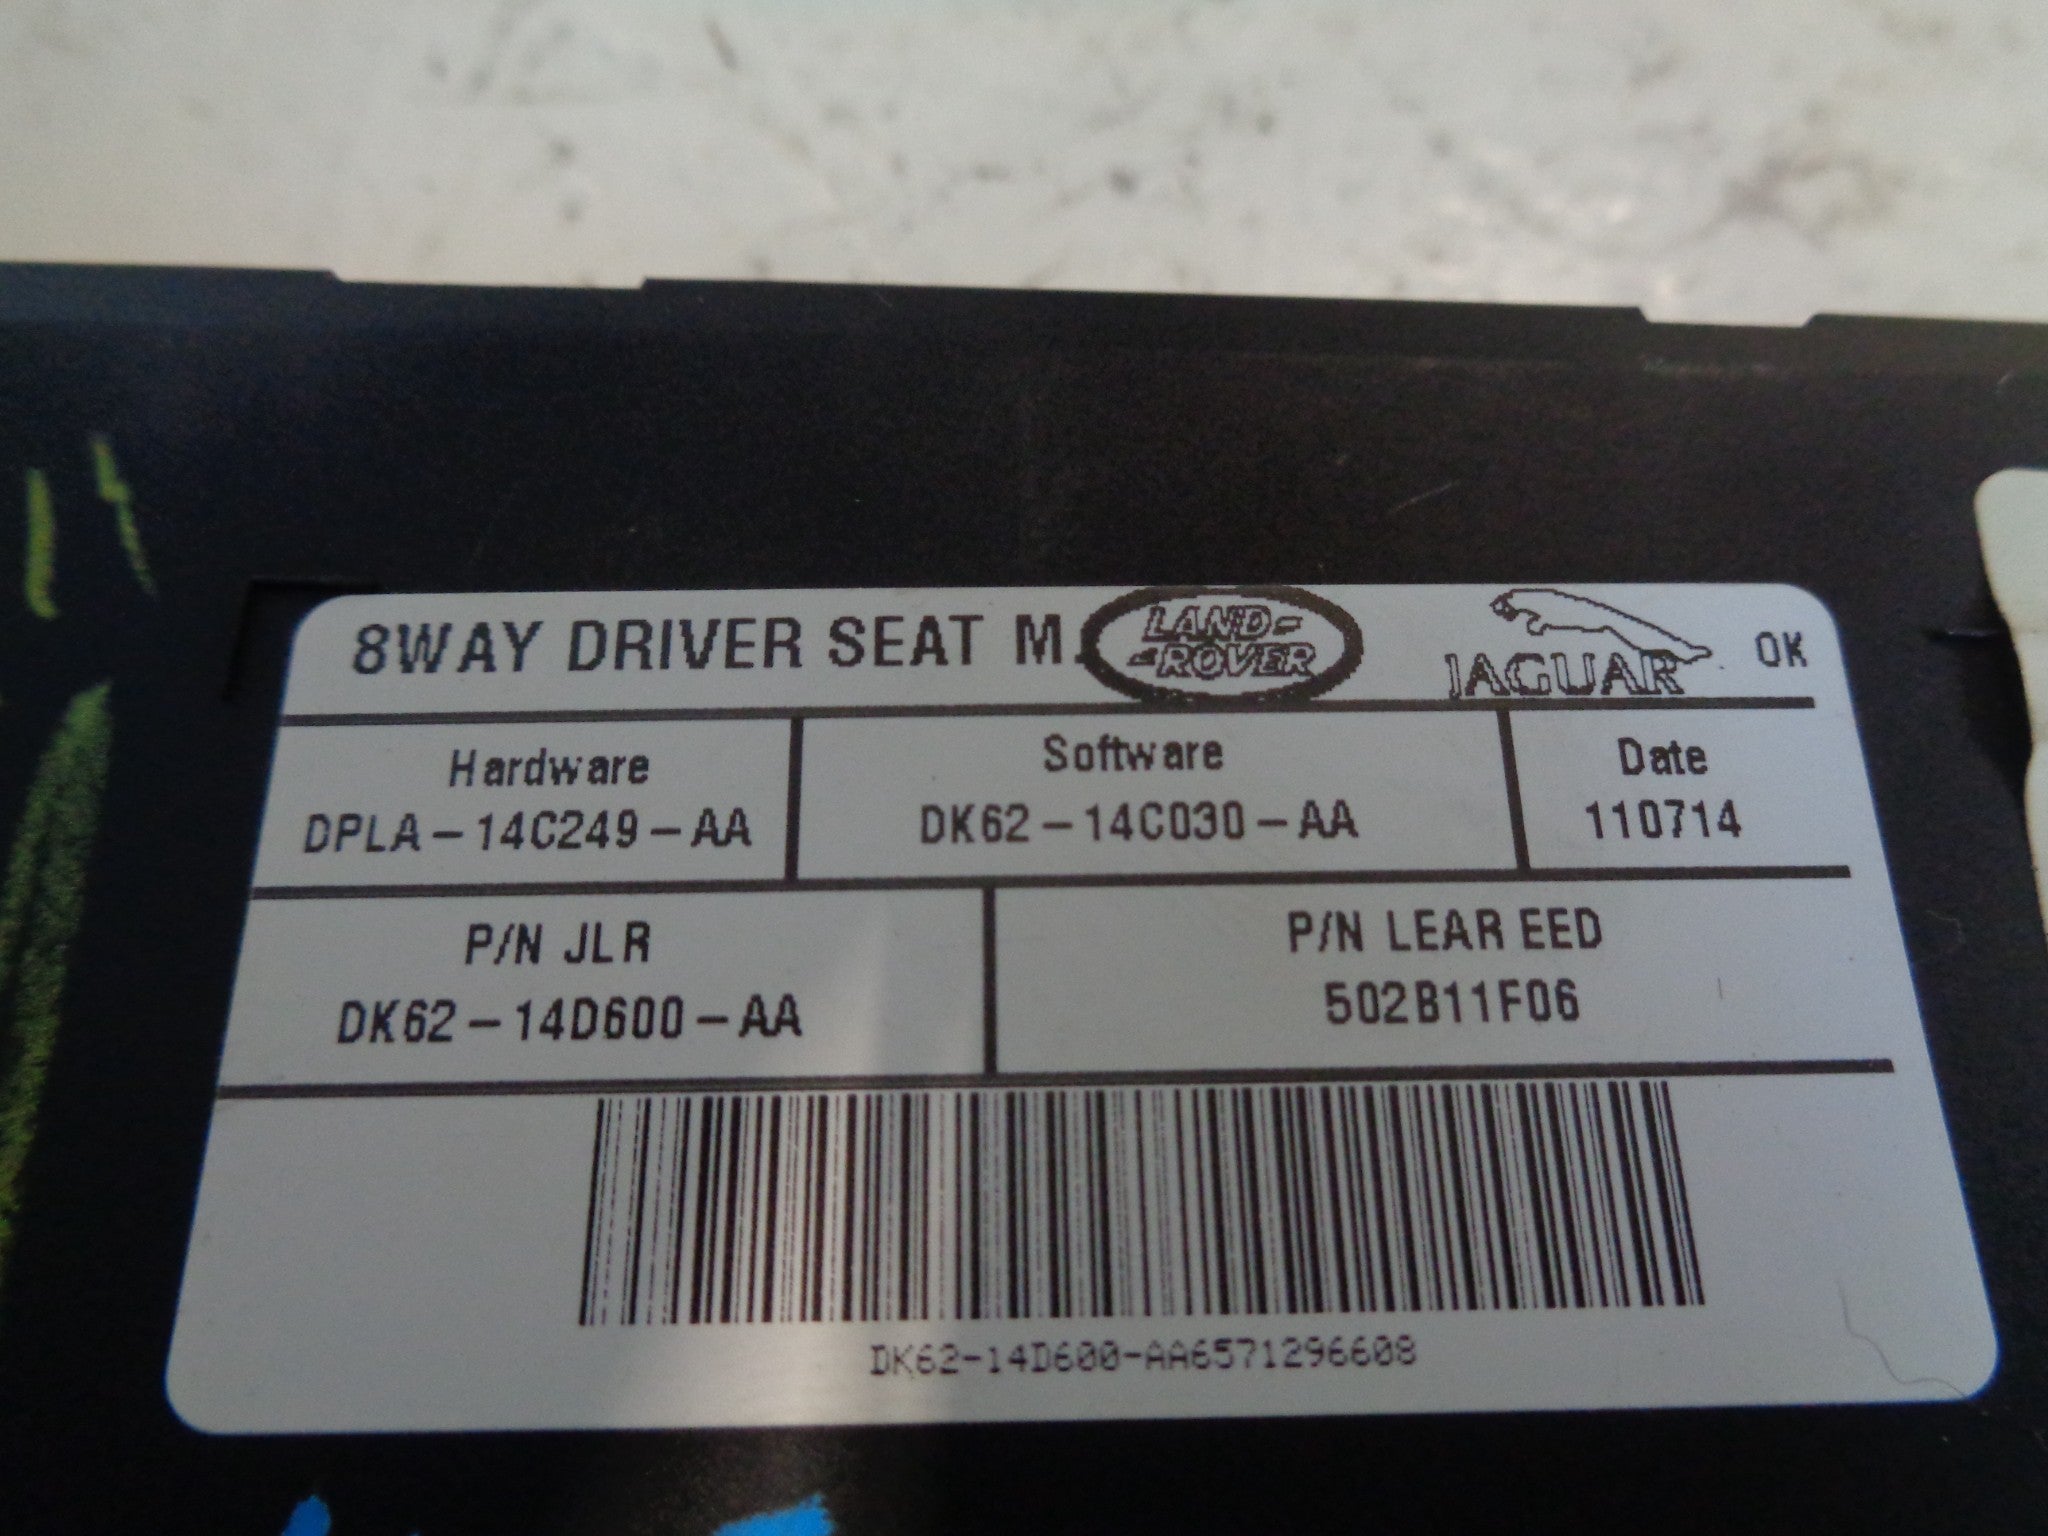 8WAY DRIVER SEAT M. LAND-ROVER JAGUAR OK
Hardware Software Date
DPLA-14C249-AA DK62-14C030-AA 110714
P/N JLR P/N LEAR EED
DK62-14D600-AA 502B11F06
DK62-14D600-AA6571296608